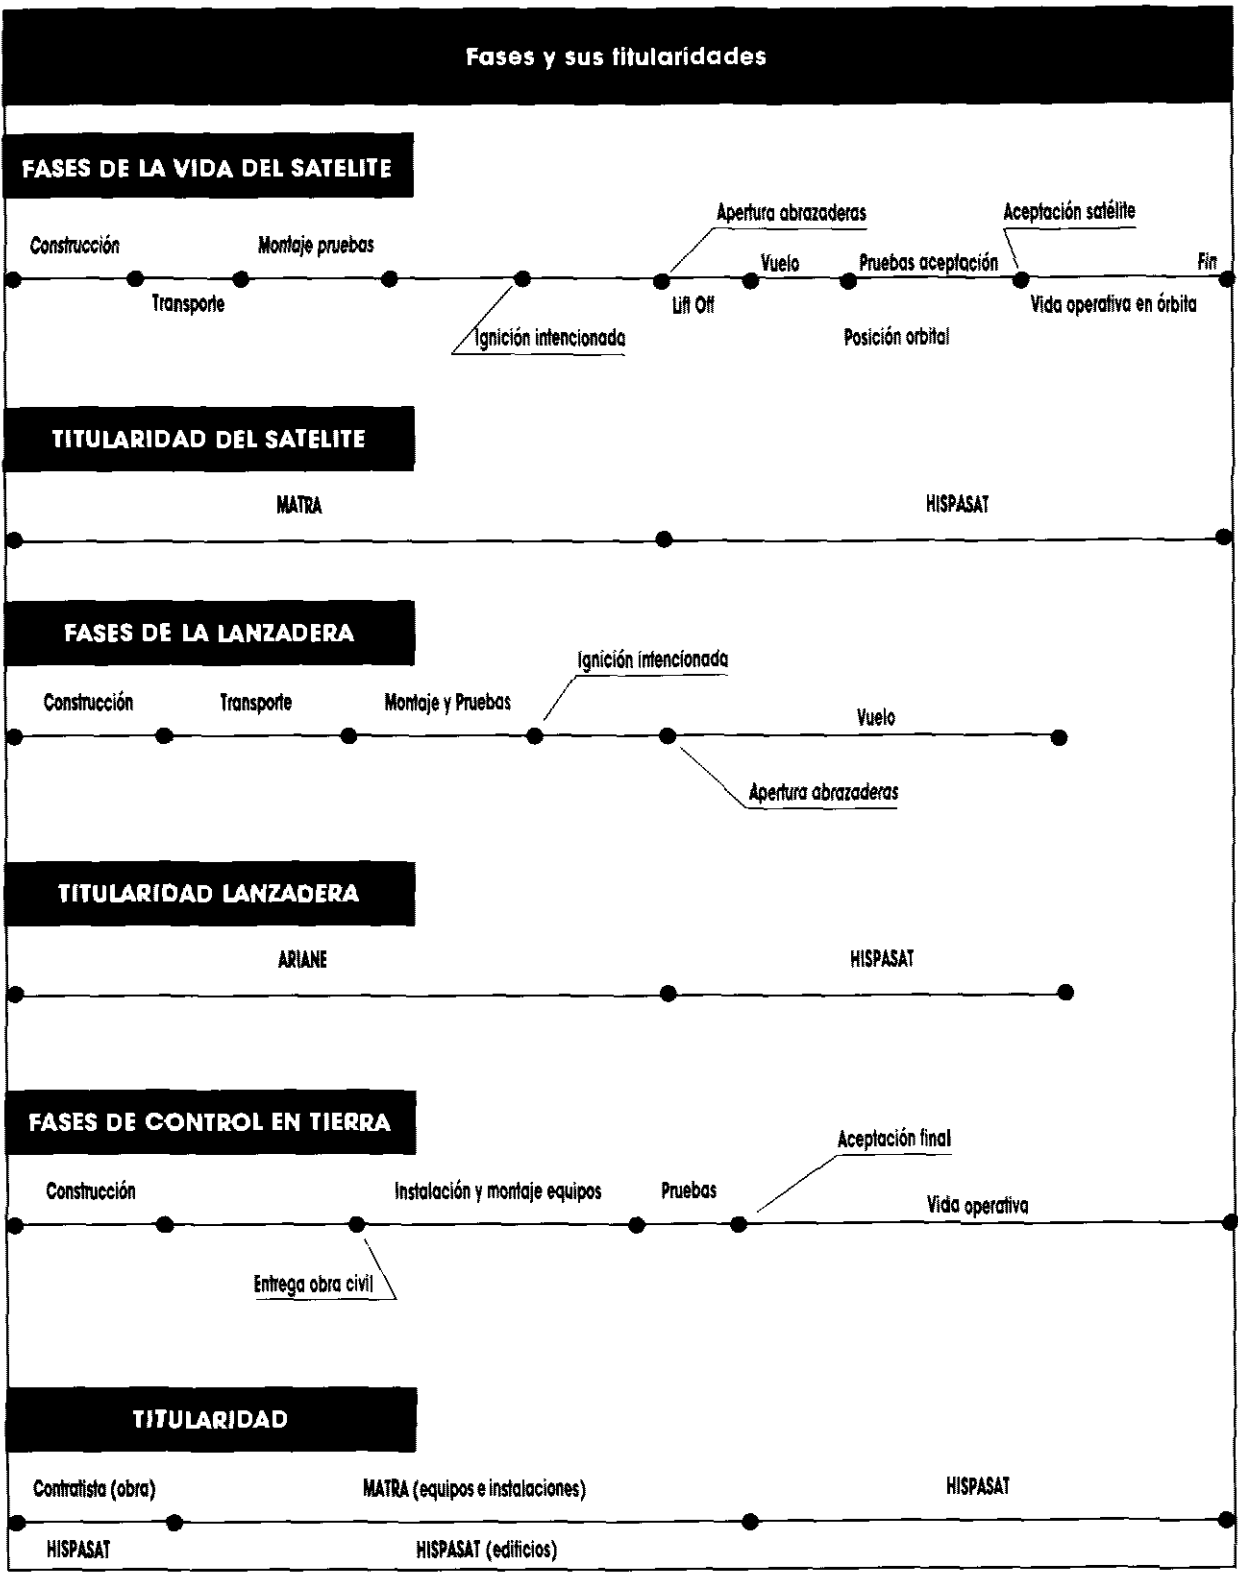 Fases y sus titularidades
FASES DE LA VIDA DEL SATELITE
Apertura abrazaderas
Aceptación satélite
Construcción
Montaje pruebas
Vuelo
Pruebas aceptación
Fin
Transporte
Lift Off
Vida operativa en órbita
Ignición intencionada
Posición orbital
TITULARIDAD DEL SATELITE
MATRA
HISPASAT
FASES DE LA LANZADERA
Ignición intencionada
Construcción
Transporte
Montaje y Pruebas
Vuelo
Apertura abrazaderas
TITULARIDAD LANZADERA
ARIANE
HISPASAT
FASES DE CONTROL EN TIERRA
Aceptación final
Construcción
Instalación y montaje equipos
Pruebas
Vida operativa
Entrega obra civil
TITULARIDAD
Contratista (obra)
MATRA (equipos e instalaciones)
HISPASAT
HISPASAT
HISPASAT (edificios)